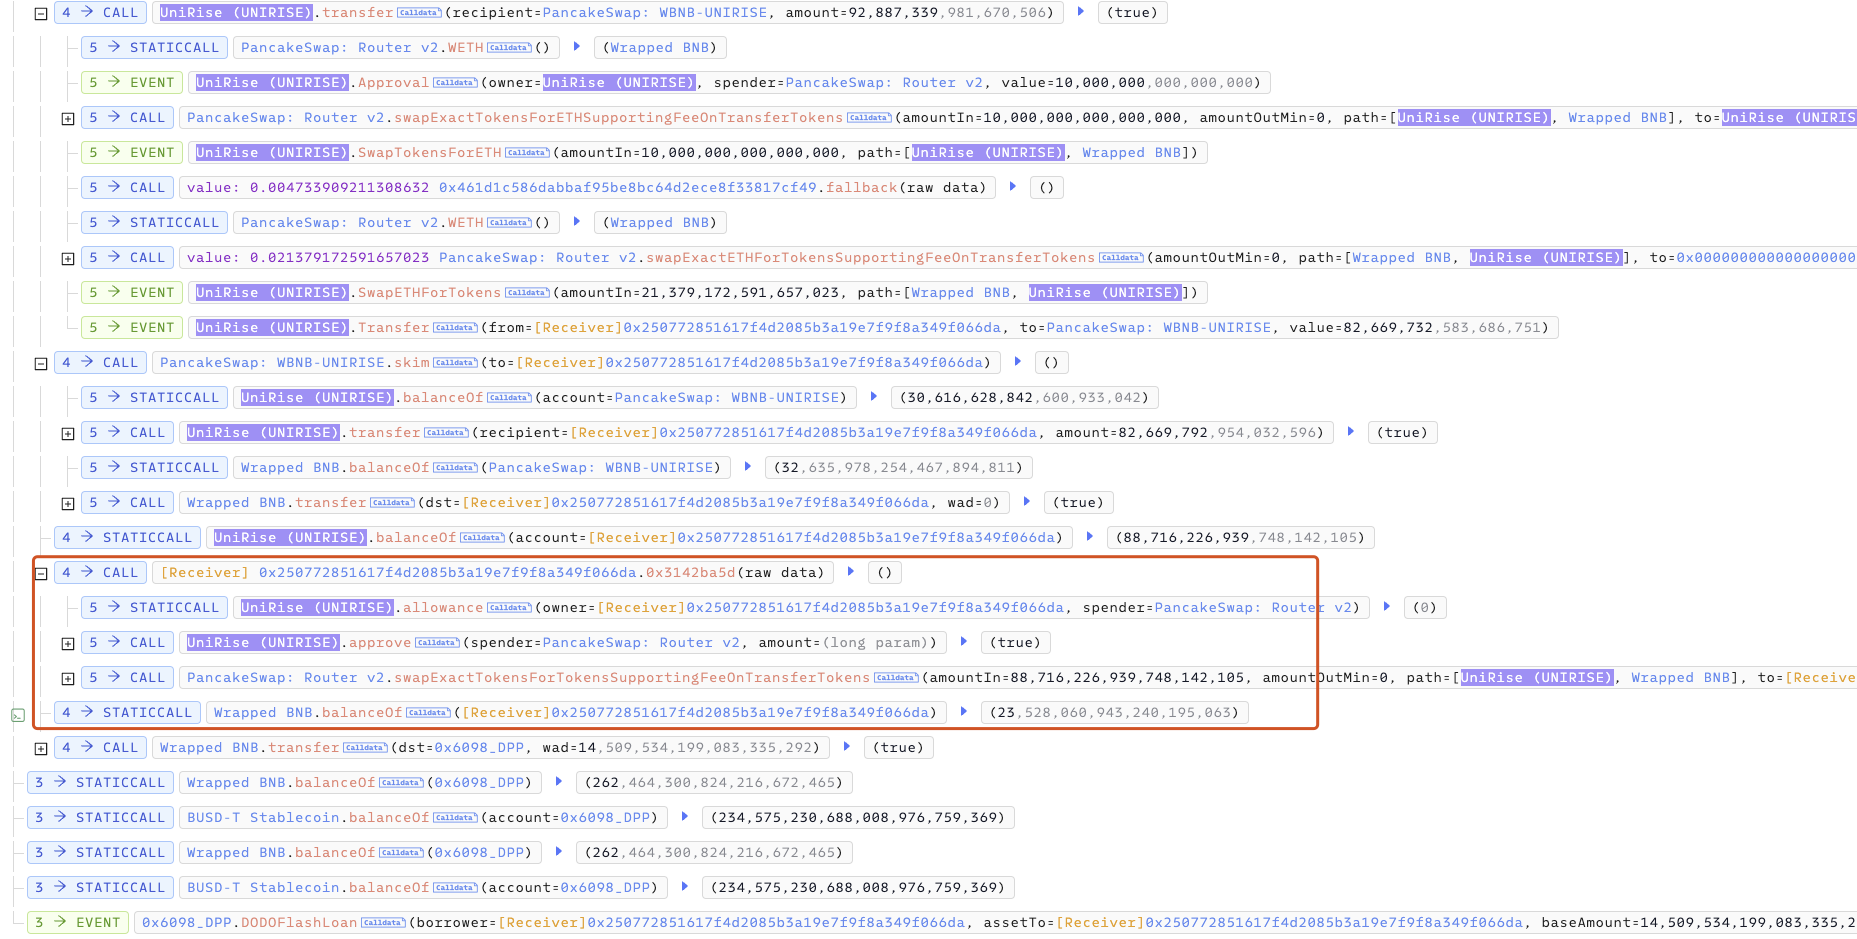 4 → CALL UniRise (UNIRISE).transfer Calldata (recipient=PancakeSwap: WBNB-UNIRISE, amount=92,887,339,981,670,506) (true)
5 → STATICCALL PancakeSwap: Router v2.WETH Calldata () (Wrapped BNB)
5 → EVENT UniRise (UNIRISE).Approval Calldata (owner=UniRise (UNIRISE), spender=PancakeSwap: Router v2, value=10,000,000,000,000,000)
5 → CALL PancakeSwap: Router v2.swapExactTokensForETHSupportingFeeOnTransferTokens Calldata (amountIn=10,000,000,000,000,000, amountOutMin=0, path=[UniRise (UNIRISE), Wrapped BNB], to=UniRise (UNIRIS
5 → EVENT UniRise (UNIRISE).SwapTokensForETH Calldata (amountIn=10,000,000,000,000,000, path=[UniRise (UNIRISE), Wrapped BNB])
5 → CALL value: 0.004733909211308632 0x461d1c586dabbaf95be8bc64d2ece8f33817cf49.fallback(raw data) ()
5 → STATICCALL PancakeSwap: Router v2.WETH Calldata () (Wrapped BNB)
5 → CALL value: 0.021379172591657023 PancakeSwap: Router v2.swapExactETHForTokensSupportingFeeOnTransferTokens Calldata (amountOutMin=0, path=[Wrapped BNB, UniRise (UNIRISE)], to=0x000000000000000000
5 → EVENT UniRise (UNIRISE).SwapETHForTokens Calldata (amountIn=21,379,172,591,657,023, path=[Wrapped BNB, UniRise (UNIRISE)])
5 → EVENT UniRise (UNIRISE).Transfer Calldata (from=[Receiver]0x250772851617f4d2085b3a19e7f9f8a349f066da, to=PancakeSwap: WBNB-UNIRISE, value=82,669,732,583,686,751)
4 → CALL PancakeSwap: WBNB-UNIRISE.skim Calldata (to=[Receiver]0x250772851617f4d2085b3a19e7f9f8a349f066da) ()
5 → STATICCALL UniRise (UNIRISE).balanceOf Calldata (account=PancakeSwap: WBNB-UNIRISE) (30,616,628,842,600,933,042)
5 → CALL UniRise (UNIRISE).transfer Calldata (recipient=[Receiver]0x250772851617f4d2085b3a19e7f9f8a349f066da, amount=82,669,792,954,032,596) (true)
5 → STATICCALL Wrapped BNB.balanceOf Calldata (PancakeSwap: WBNB-UNIRISE) (32,635,978,254,467,894,811)
5 → CALL Wrapped BNB.transfer Calldata (dst=[Receiver]0x250772851617f4d2085b3a19e7f9f8a349f066da, wad=0) (true)
4 → STATICCALL UniRise (UNIRISE).balanceOf Calldata (account=[Receiver]0x250772851617f4d2085b3a19e7f9f8a349f066da) (88,716,226,939,748,142,105)
4 → CALL [Receiver] 0x250772851617f4d2085b3a19e7f9f8a349f066da.0x3142ba5d(raw data) ()
5 → STATICCALL UniRise (UNIRISE).allowance Calldata (owner=[Receiver]0x250772851617f4d2085b3a19e7f9f8a349f066da, spender=PancakeSwap: Router v2) (0)
5 → CALL UniRise (UNIRISE).approve Calldata (spender=PancakeSwap: Router v2, amount=(long param)) (true)
5 → CALL PancakeSwap: Router v2.swapExactTokensForTokensSupportingFeeOnTransferTokens Calldata (amountIn=88,716,226,939,748,142,105, amountOutMin=0, path=[UniRise (UNIRISE), Wrapped BNB], to=[Receive
4 → STATICCALL Wrapped BNB.balanceOf Calldata ([Receiver]0x250772851617f4d2085b3a19e7f9f8a349f066da) (23,528,060,943,240,195,063)
4 → CALL Wrapped BNB.transfer Calldata (dst=0x6098_DPP, wad=14,509,534,199,083,335,292) (true)
3 → STATICCALL Wrapped BNB.balanceOf Calldata (0x6098_DPP) (262,464,300,824,216,672,465)
3 → STATICCALL BUSD-T Stablecoin.balanceOf Calldata (account=0x6098_DPP) (234,575,230,688,008,976,759,369)
3 → STATICCALL Wrapped BNB.balanceOf Calldata (0x6098_DPP) (262,464,300,824,216,672,465)
3 → STATICCALL BUSD-T Stablecoin.balanceOf Calldata (account=0x6098_DPP) (234,575,230,688,008,976,759,369)
3 → EVENT 0x6098_DPP.DODOFlashLoan Calldata (borrower=[Receiver]0x250772851617f4d2085b3a19e7f9f8a349f066da, assetTo=[Receiver]0x250772851617f4d2085b3a19e7f9f8a349f066da, baseAmount=14,509,534,199,083,335,2